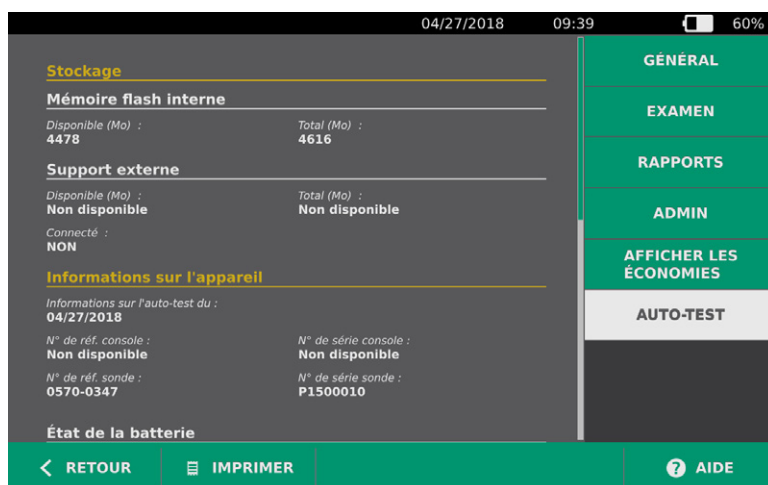 04/27/2018 09:39 60%
Stockage
Mémoire flash interne
Disponible (Mo) : Total (Mo) :
4478 4616
Support externe
Disponible (Mo) : Total (Mo) :
Non disponible Non disponible
Connecté :
NON
Informations sur l'appareil
Informations sur l'auto-test du :
04/27/2018
N° de réf. console : N° de série console :
Non disponible Non disponible
N° de réf. sonde : N° de série sonde :
0570-0347 P1500010
État de la batterie
GÉNÉRAL
EXAMEN
RAPPORTS
ADMIN
AFFICHER LES
ÉCONOMIES
AUTO-TEST
RETOUR IMPRIMER ? AIDE